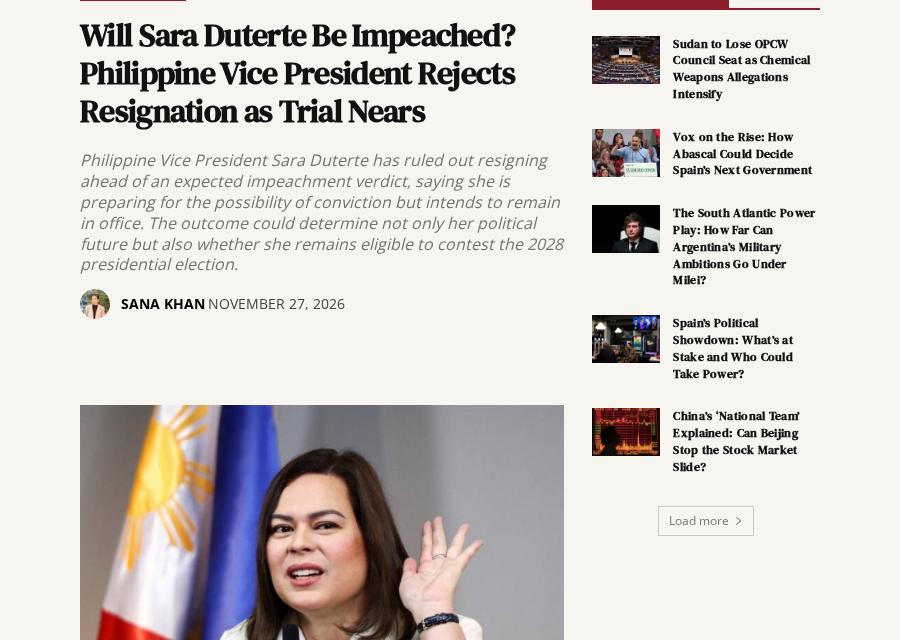 Will Sara Duterte Be Impeached?
Philippine Vice President Rejects
Resignation as Trial Nears
Philippine Vice President Sara Duterte has ruled out resigning
ahead of an expected impeachment verdict, saying she is
preparing for the possibility of conviction but intends to remain
in office. The outcome could determine not only her political
future but also whether she remains eligible to contest the 2028
presidential election.
SANA KHAN NOVEMBER 27, 2026
Sudan to Lose OPCW
Council Seat as Chemical
Weapons Allegations
Intensify
Vox on the Rise: How
Abascal Could Decide
Spain's Next Government
The South Atlantic Power
Play: How Far Can
Argentina's Military
Ambitions Go Under
Milei?
Spain's Political
Showdown: What's at
Stake and Who Could
Take Power?
China's ‘National Team’
Explained: Can Beijing
Stop the Stock Market
Slide?
Load more